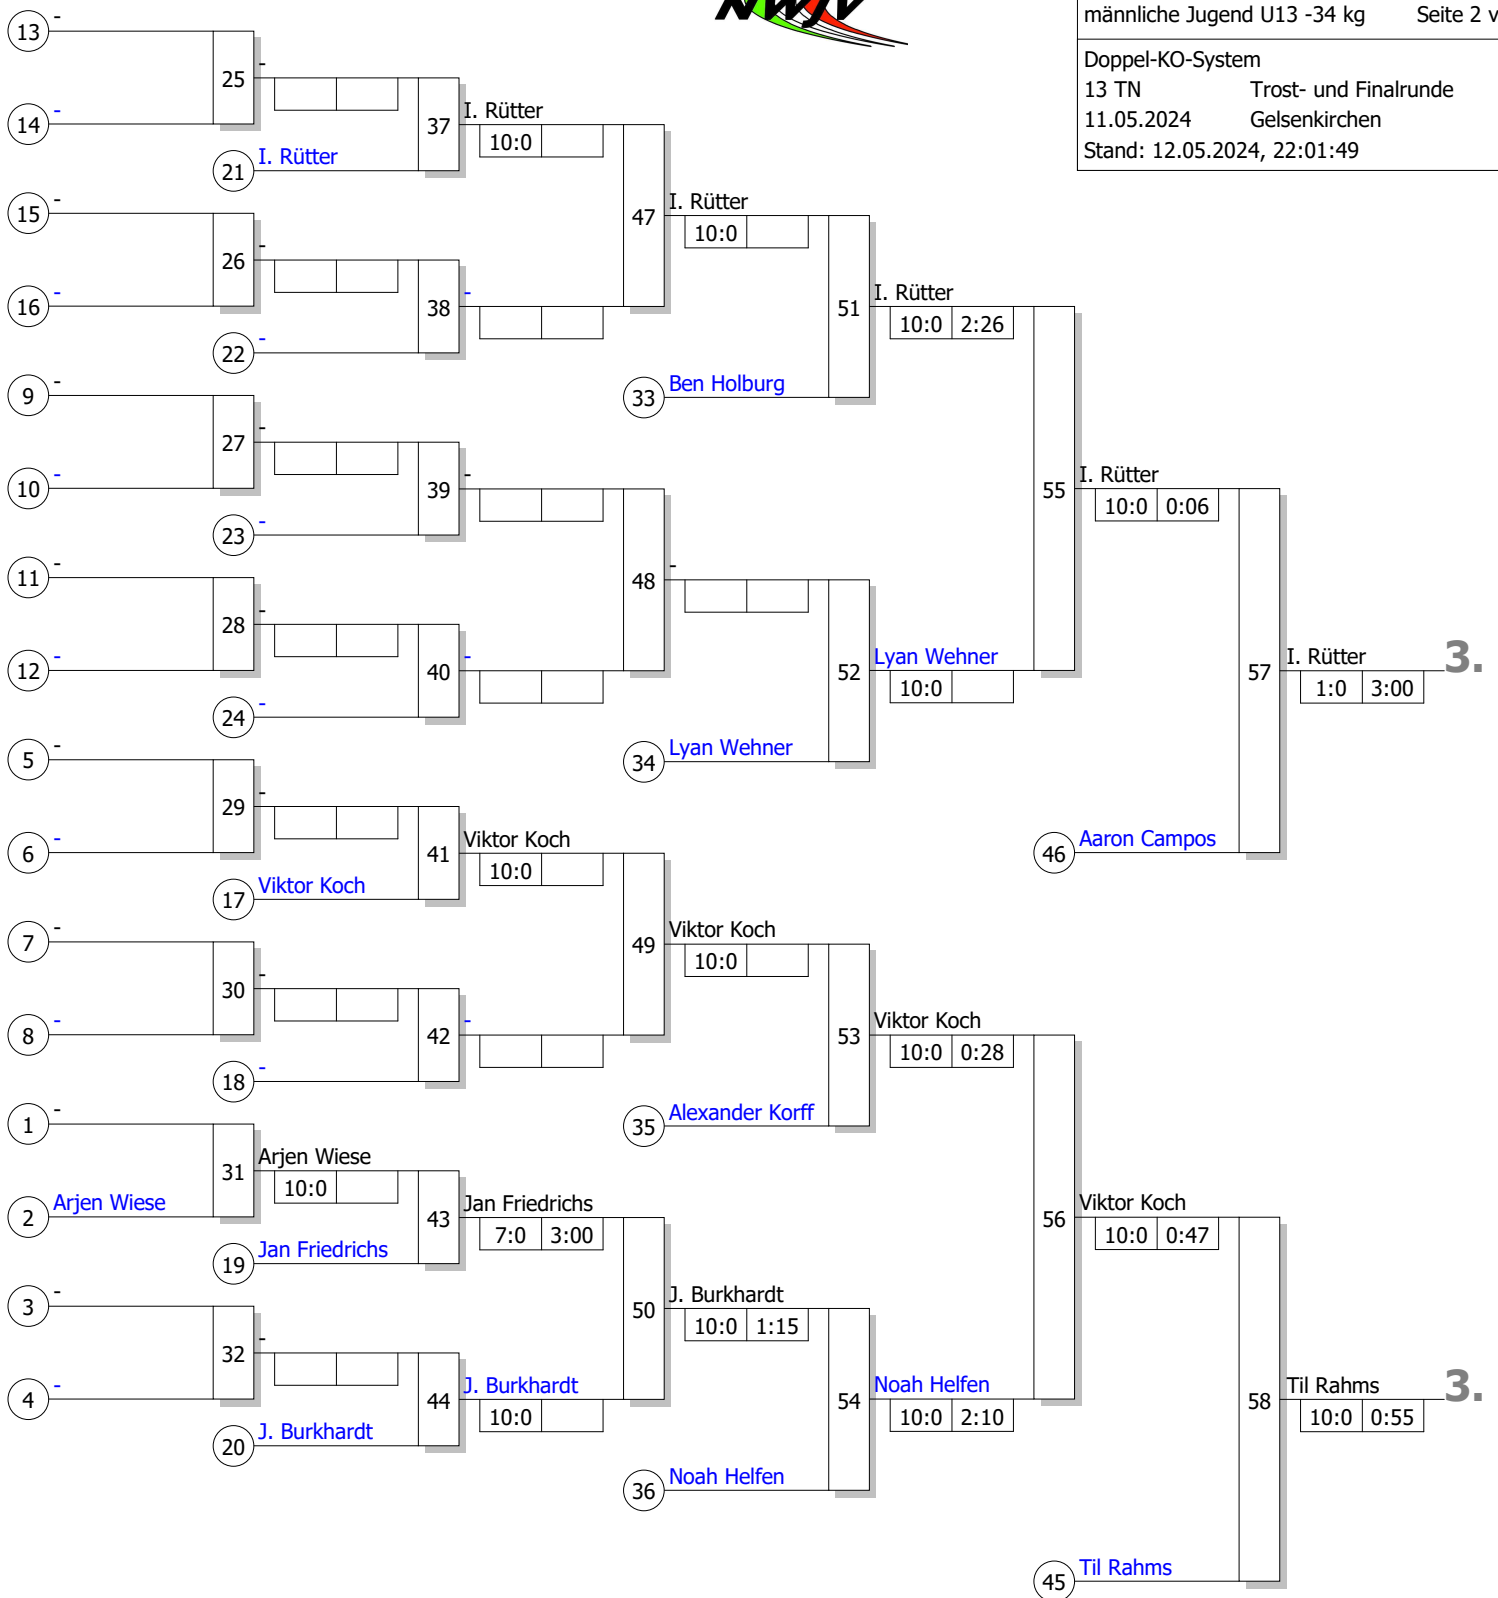 NWJV
männliche Jugend U13 -34 kg Seite 2 v
Doppel-KO-System
13 TN Trost- und Finalrunde
11.05.2024 Gelsenkirchen
Stand: 12.05.2024, 22:01:49
13 -
25 -
14 -
37 I. Rütter
10:0
21 I. Rütter
15 -
47 I. Rütter
10:0
26 -
16 -
38 -
22 -
51 I. Rütter
10:0 2:26
9 -
33 Ben Holburg
27 -
10 -
39 -
23 -
55 I. Rütter
10:0 0:06
11 -
48 -
28 -
12 -
40 -
24 -
52 Lyan Wehner
10:0
57 I. Rütter 3.
1:0 3:00
5 -
34 Lyan Wehner
29 -
6 -
41 Viktor Koch
10:0
17 Viktor Koch
46 Aaron Campos
7 -
49 Viktor Koch
10:0
30 -
8 -
42 -
18 -
53 Viktor Koch
10:0 0:28
1 -
35 Alexander Korff
31 Arjen Wiese
10:0
2 Arjen Wiese
43 Jan Friedrichs
7:0 3:00
19 Jan Friedrichs
56 Viktor Koch
10:0 0:47
3 -
50 J. Burkhardt
10:0 1:15
32 -
4 -
44 J. Burkhardt
10:0
20 J. Burkhardt
54 Noah Helfen
10:0 2:10
58 Til Rahms 3.
10:0 0:55
36 Noah Helfen
45 Til Rahms